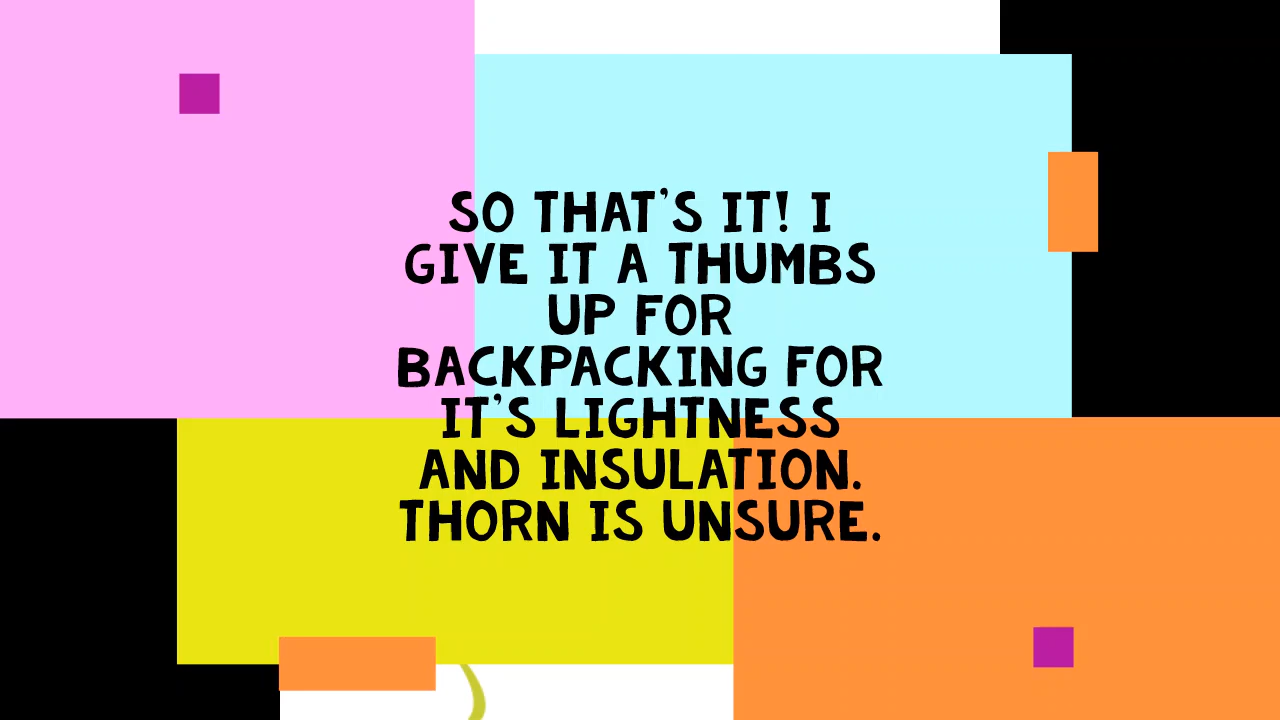 SO THAT'S IT! I
GIVE IT A THUMBS
UP FOR
BACKPACKING FOR
IT'S LIGHTNESS
AND INSULATION.
THORN IS UNSURE.